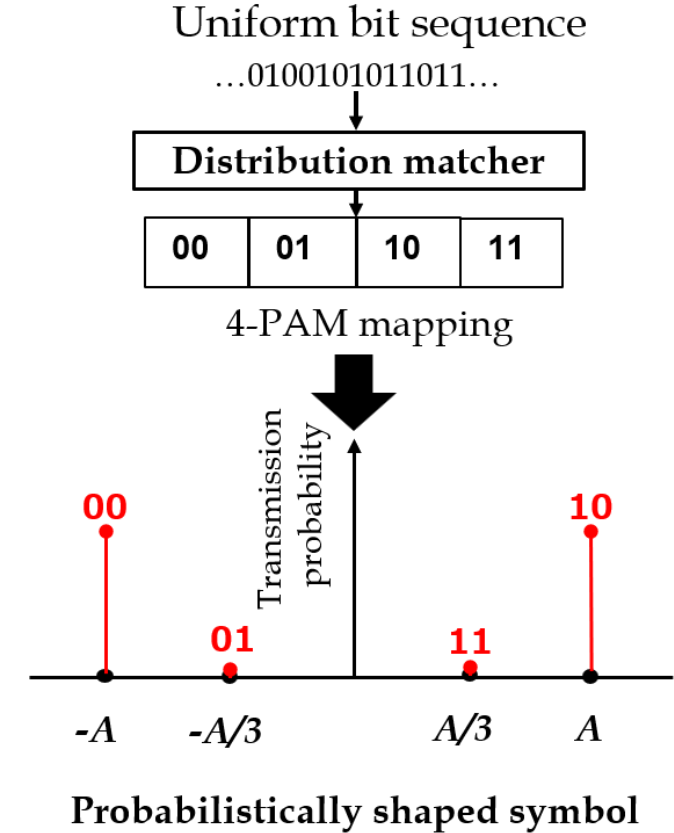 Uniform bit sequence
…0100101011011…
Distribution matcher
00 01 10 11
4-PAM mapping
Transmission
probability
00 10
01 11
-A -A/3 A/3 A
Probabilistically shaped symbol